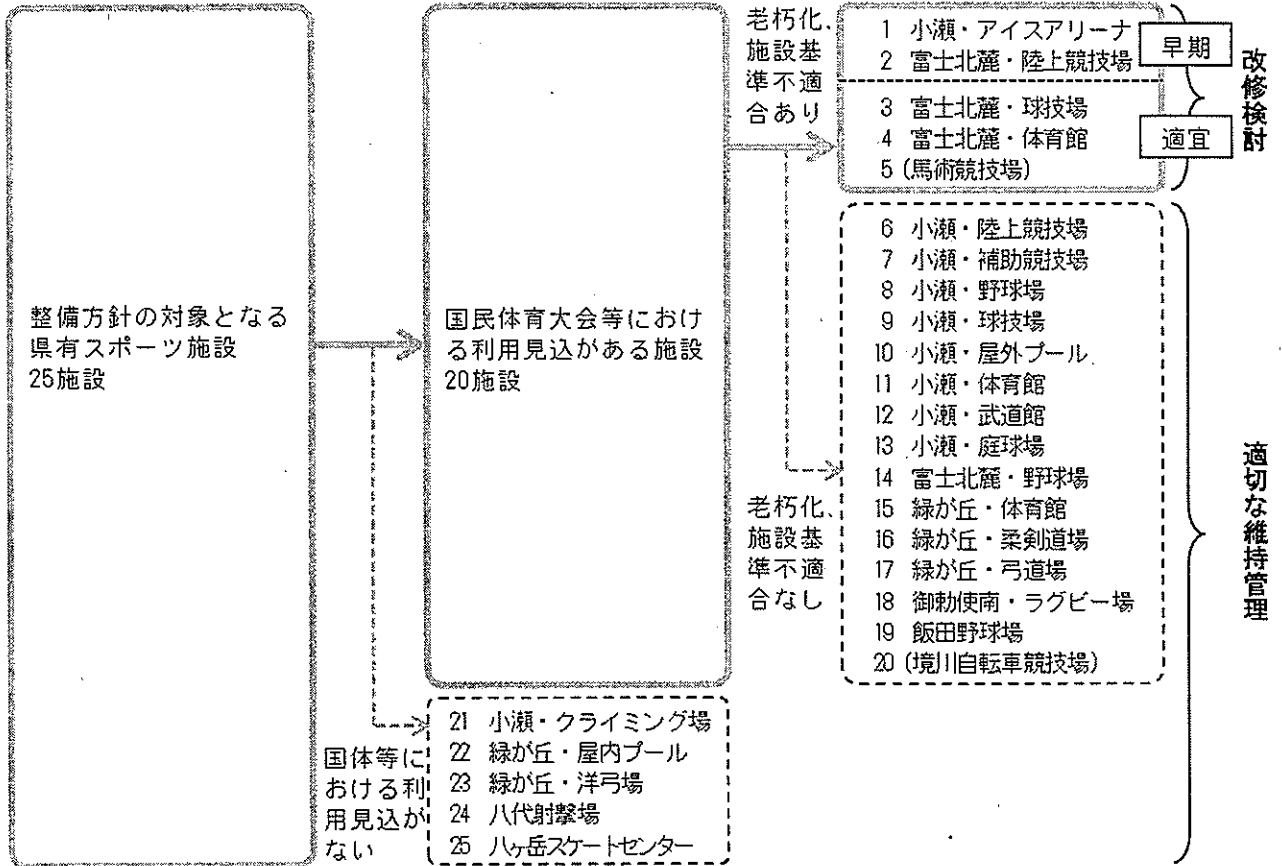 整備方針の対象となる
県有スポーツ施設
25施設
国民体育大会等におけ
る利用見込がある施設
20施設
老朽化、
施設基
準不適
合あり
1 小瀬・アイスアリーナ
2 富士北麓・陸上競技場
早期
3 富士北麓・球技場
4 富士北麓・体育館
5 (馬術競技場)
適宜
改修検討
老朽化、
施設基
準不適
合なし
6 小瀬・陸上競技場
7 小瀬・補助競技場
8 小瀬・野球場
9 小瀬・球技場
10 小瀬・屋外プール
11 小瀬・体育館
12 小瀬・武道館
13 小瀬・庭球場
14 富士北麓・野球場
15 緑が丘・体育館
16 緑が丘・柔剣道場
17 緑が丘・弓道場
18 御勅使南・ラグビー場
19 飯田野球場
20 (境川自転車競技場)
国体等に
おける利
用見込が
ない
21 小瀬・クライミング場
22 緑が丘・屋内プール
23 緑が丘・洋弓場
24 八代射撃場
25 八ヶ岳スケートセンター
適切な維持管理